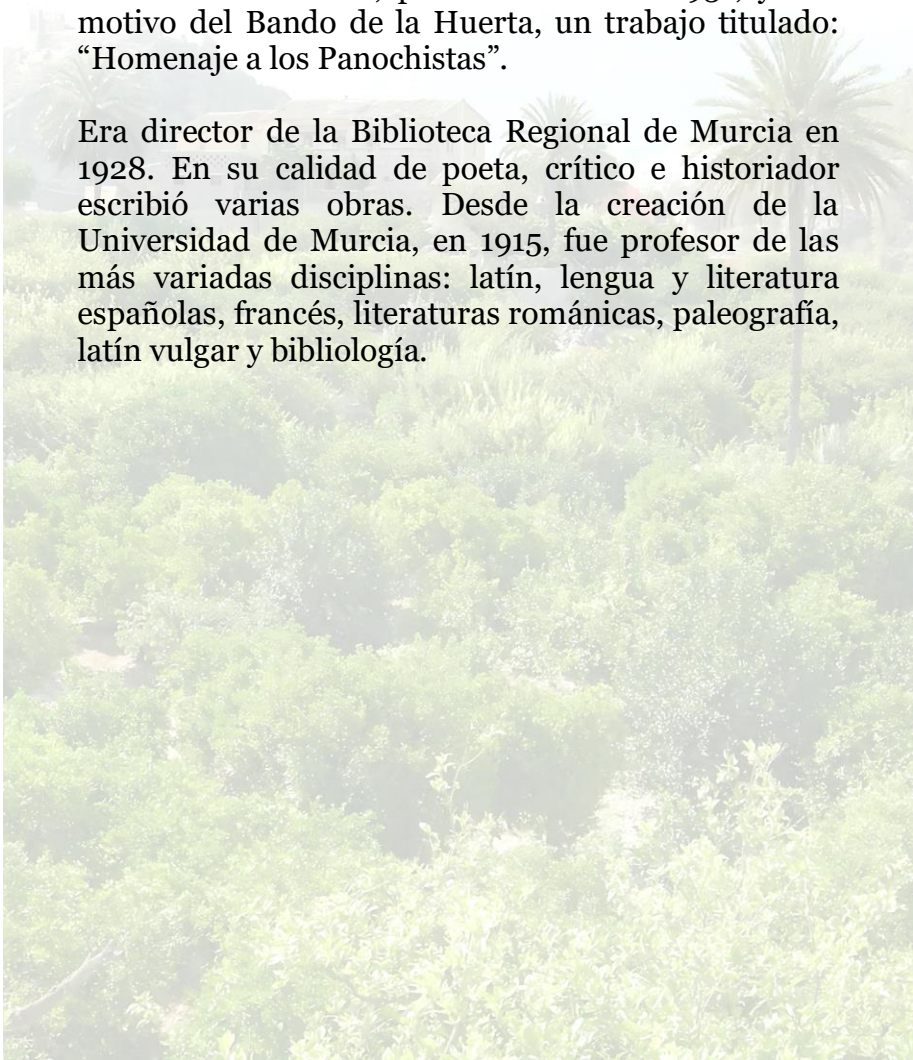 motivo del Bando de la Huerta, un trabajo titulado:
“Homenaje a los Panochistas”.
Era director de la Biblioteca Regional de Murcia en
1928. En su calidad de poeta, crítico e historiador
escribió varias obras. Desde la creación de la
Universidad de Murcia, en 1915, fue profesor de las
más variadas disciplinas: latín, lengua y literatura
españolas, francés, literaturas románicas, paleografía,
latín vulgar y bibliología.